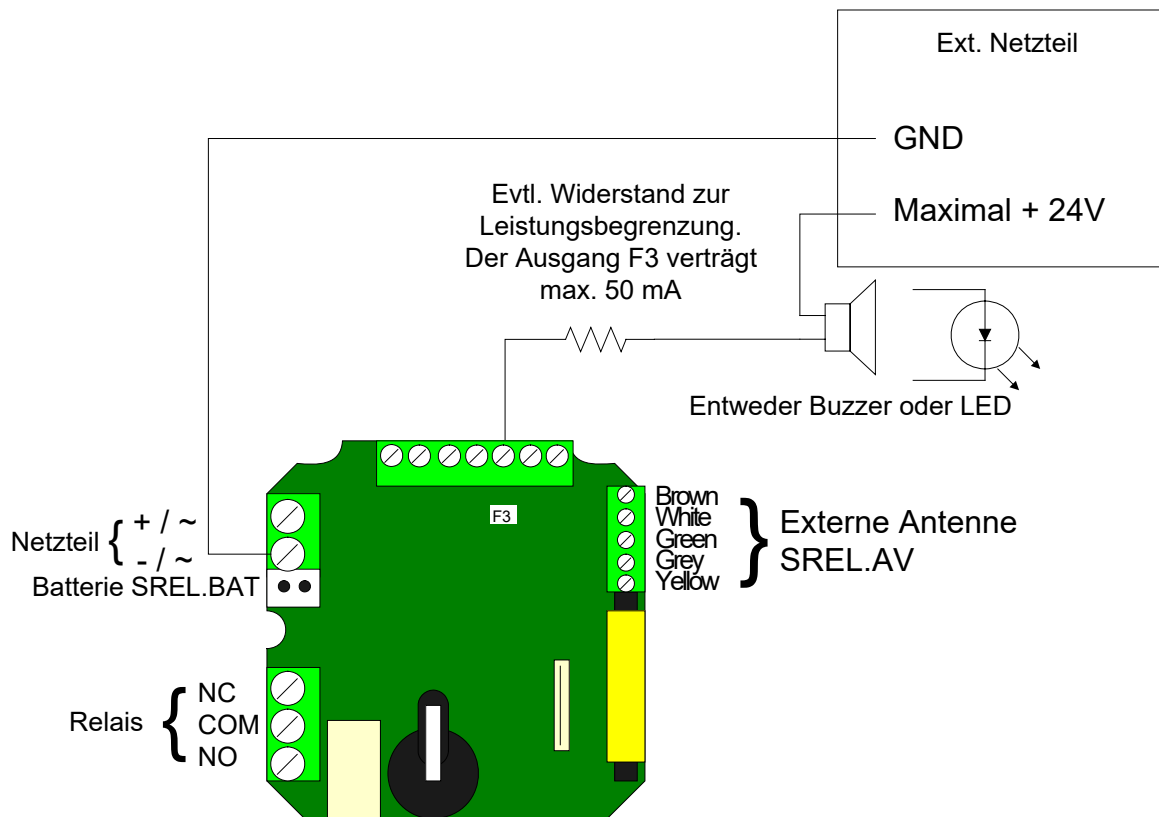 Ext. Netzteil
GND
Maximal + 24V
Evtl. Widerstand zur
Leistungsbegrenzung.
Der Ausgang F3 verträgt
max. 50 mA
Entweder Buzzer oder LED
F3
Netzteil { + / ~
- / ~
Batterie SREL.BAT
Brown
White
Green
Grey
Yellow
} Externe Antenne
SREL.AV
Relais { NC
COM
NO